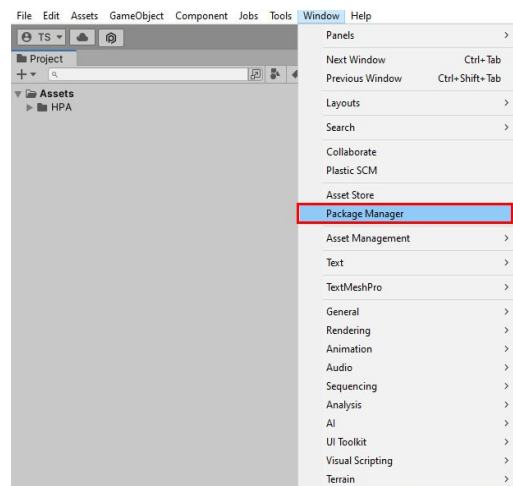 File Edit Assets GameObject Component Jobs Tools Window Help
TS
Project
Assets
HPA
Panels
Next Window Ctrl+Tab
Previous Window Ctrl+Shift+Tab
Layouts
Search
Collaborate
Plastic SCM
Asset Store
Package Manager
Asset Management
Text
TextMeshPro
General
Rendering
Animation
Audio
Sequencing
Analysis
AI
UI Toolkit
Visual Scripting
Terrain